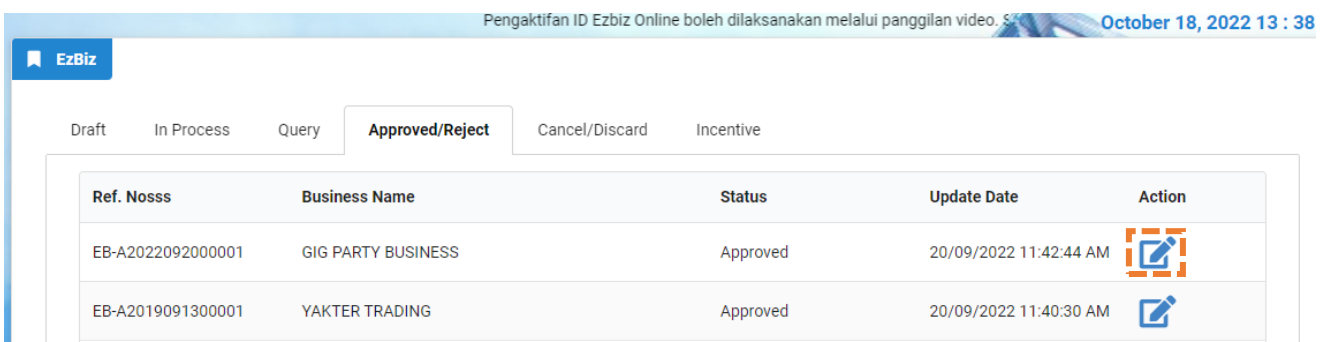 Pengaktifan ID Ezbiz Online boleh dilaksanakan melalui panggilan video.
October 18, 2022 13 : 38
EzBiz
Draft In Process Query Approved/Reject Cancel/Discard Incentive
Ref. Nosss Business Name Status Update Date Action
EB-A2022092000001 GIG PARTY BUSINESS Approved 20/09/2022 11:42:44 AM
EB-A2019091300001 YAKTER TRADING Approved 20/09/2022 11:40:30 AM